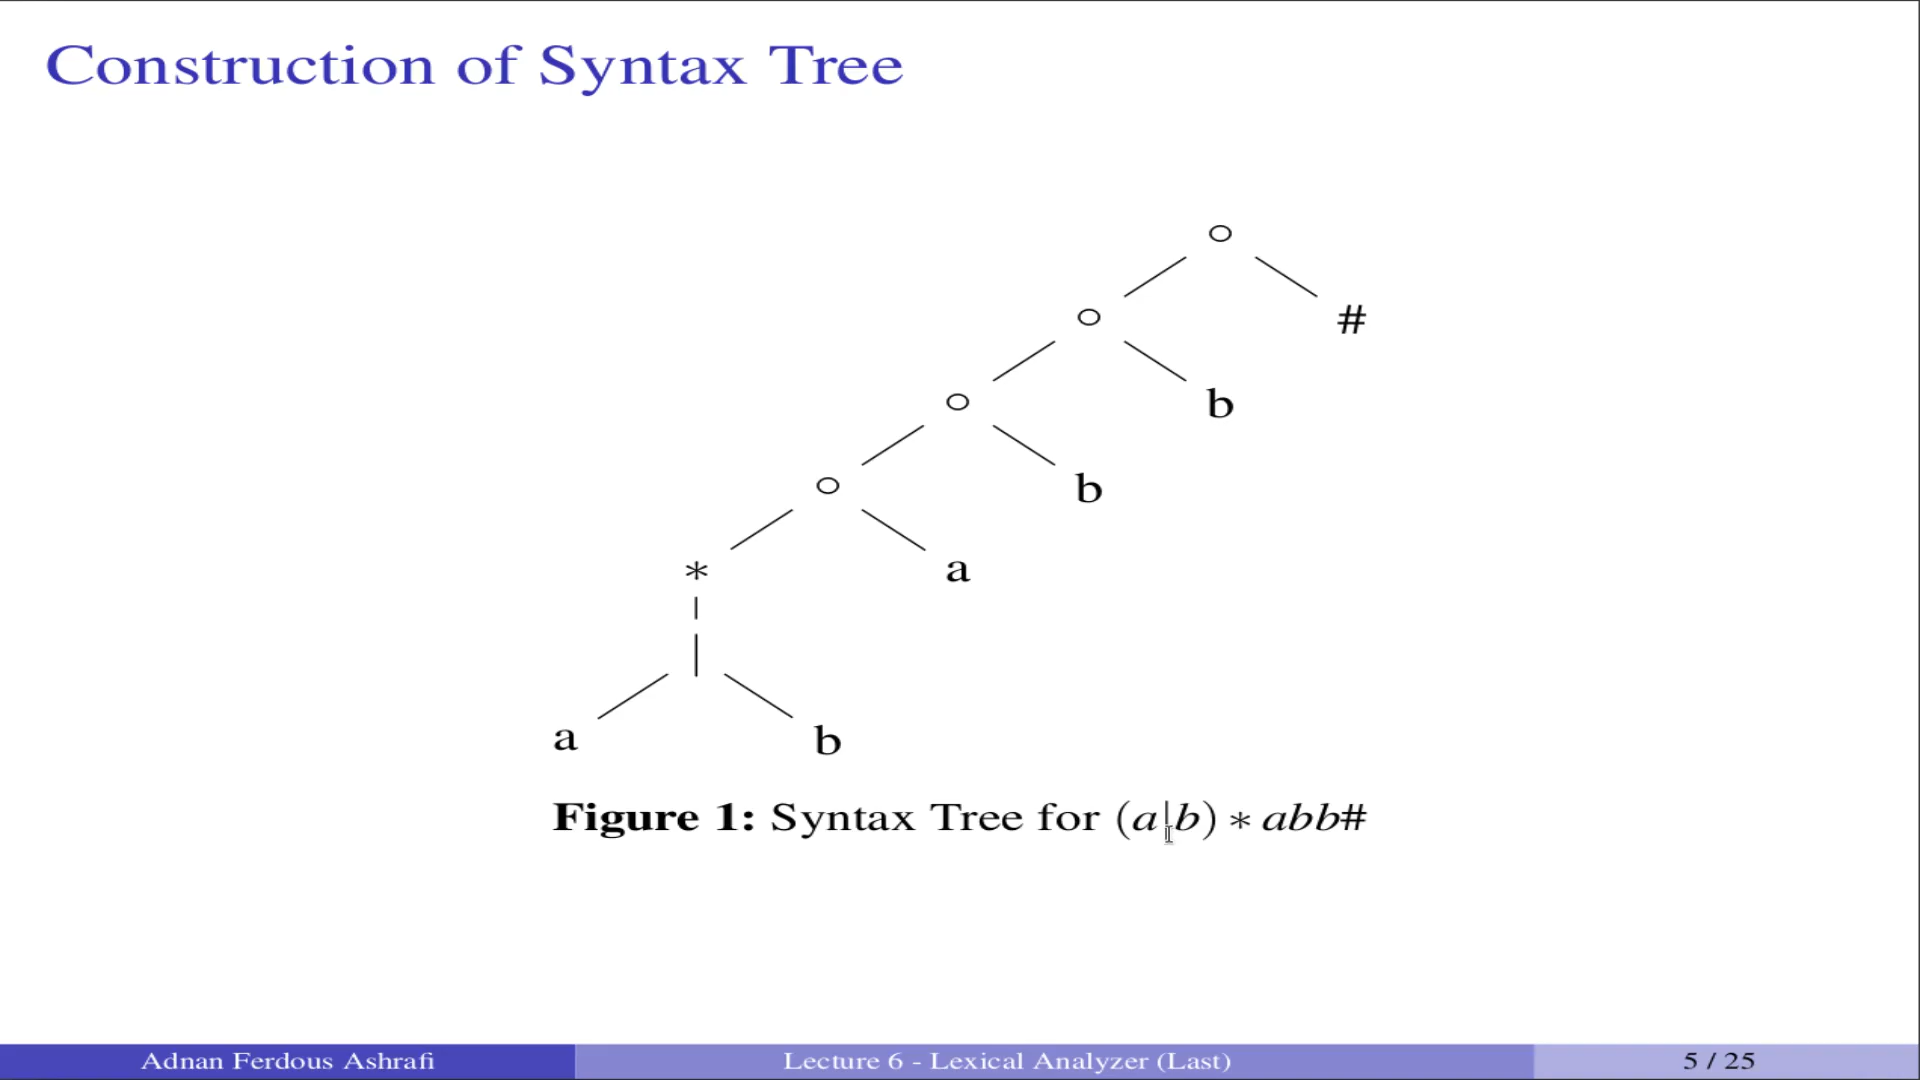 Construction of Syntax Tree
○
○ #
○ b
○ b
* a
|
a b
Figure 1: Syntax Tree for (a|b) ∗ abb#
Adnan Ferdous Ashrafi Lecture 6 - Lexical Analyzer (Last) 5 / 25